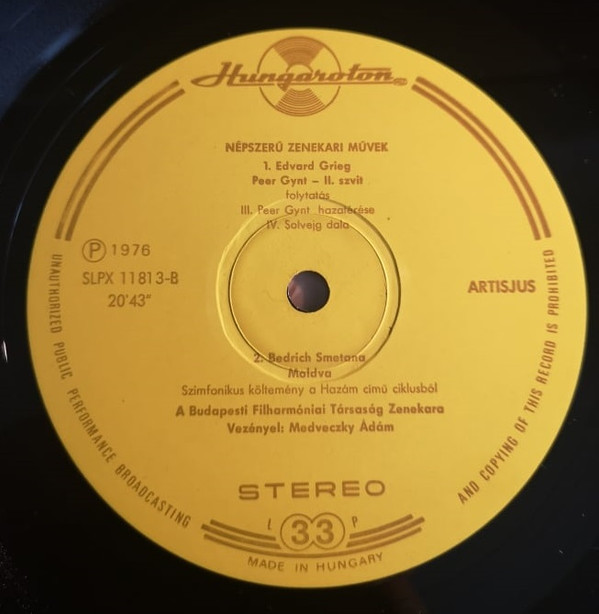 Hungaroton
NÉPSZERŰ ZENEKARI MŰVEK
1. Edvard Grieg
Peer Gynt – II. szvit
folytatás
III. Peer Gynt hazatérése
IV. Solvejg dala
Ⓟ 1976
SLPX 11813-B
20'43"
ARTISJUS
2. Bedrich Smetana
Moldva
Szimfonikus költemény a Hazám című ciklusból
A Budapesti Filharmóniai Társaság Zenekara
Vezényel: Medveczky Ádám
STEREO
L 33 P
MADE IN HUNGARY
UNAUTHORIZED PUBLIC PERFORMANCE BROADCASTING
AND COPYING OF THIS RECORD IS PROHIBITED